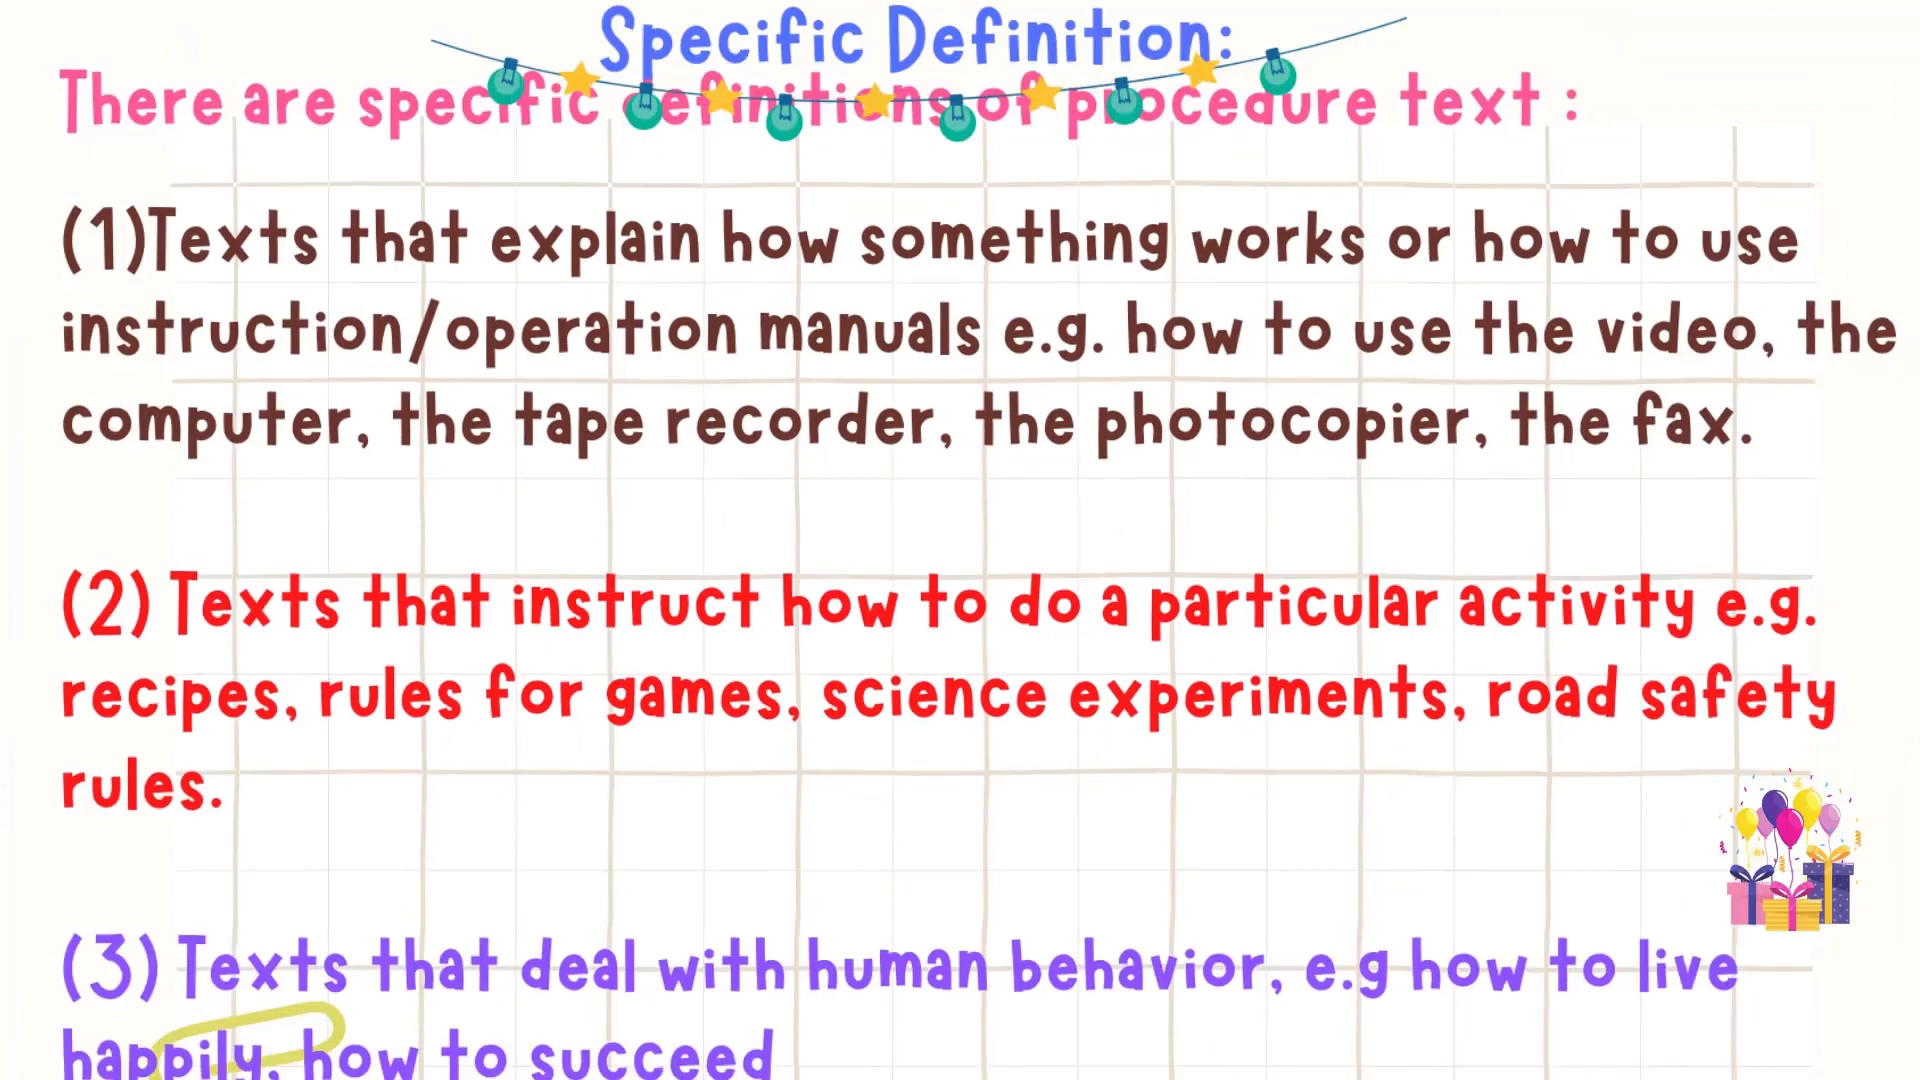 Specific Definition:
There are specific definitions of procedure text :
(1)Texts that explain how something works or how to use
instruction/operation manuals e.g. how to use the video, the
computer, the tape recorder, the photocopier, the fax.
(2) Texts that instruct how to do a particular activity e.g.
recipes, rules for games, science experiments, road safety
rules.
(3) Texts that deal with human behavior, e.g how to live
happily, how to succeed